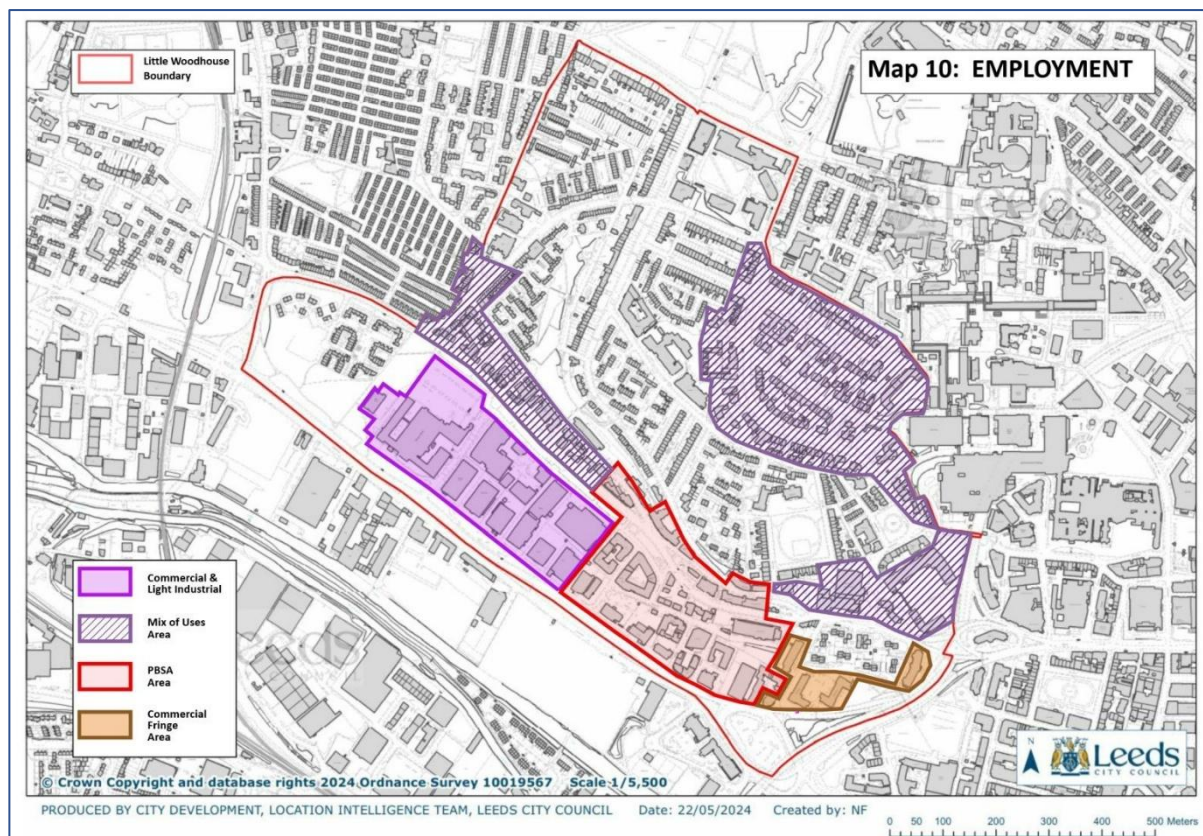 Little Woodhouse
Boundary
Map 10: EMPLOYMENT
Commercial &
Light Industrial
Mix of Uses
Area
PBSA
Area
Commercial
Fringe
Area
N
Leeds
CITY COUNCIL
© Crown Copyright and database rights 2024 Ordnance Survey 10019567 Scale 1/5,500
PRODUCED BY CITY DEVELOPMENT, LOCATION INTELLIGENCE TEAM, LEEDS CITY COUNCIL Date: 22/05/2024 Created by: NF
0 50 100 200 300 400 500 Meters